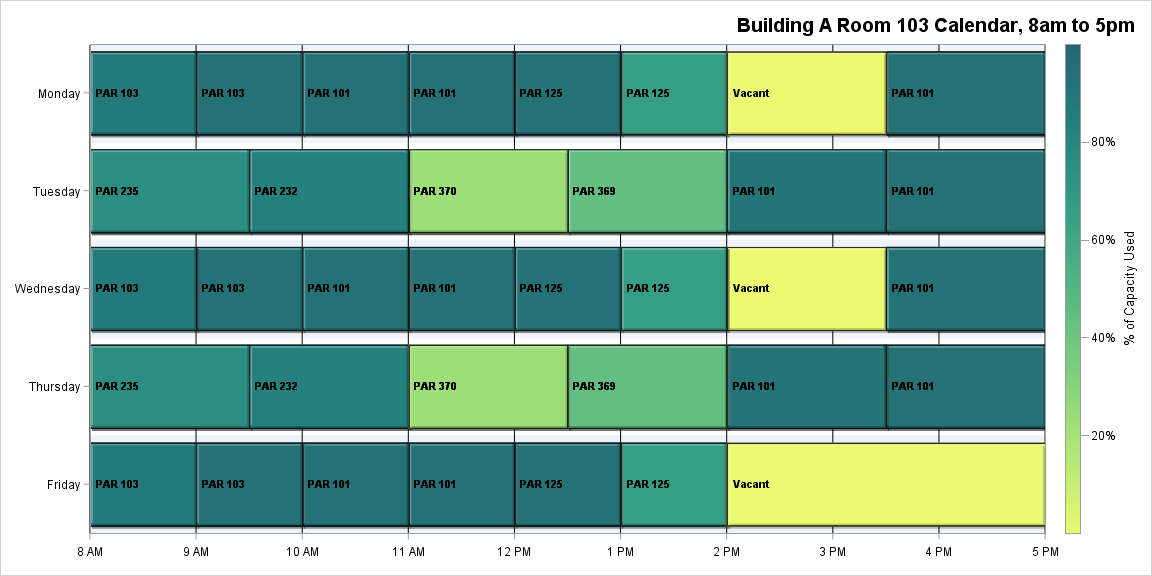 Building A Room 103 Calendar, 8am to 5pm
Monday
PAR 103
PAR 103
PAR 101
PAR 101
PAR 125
PAR 125
Vacant
PAR 101
Tuesday
PAR 235
PAR 232
PAR 370
PAR 369
PAR 101
PAR 101
Wednesday
PAR 103
PAR 103
PAR 101
PAR 101
PAR 125
PAR 125
Vacant
PAR 101
Thursday
PAR 235
PAR 232
PAR 370
PAR 369
PAR 101
PAR 101
Friday
PAR 103
PAR 103
PAR 101
PAR 101
PAR 125
PAR 125
Vacant
8 AM
9 AM
10 AM
11 AM
12 PM
1 PM
2 PM
3 PM
4 PM
5 PM
80%
60%
40%
20%
% of Capacity Used